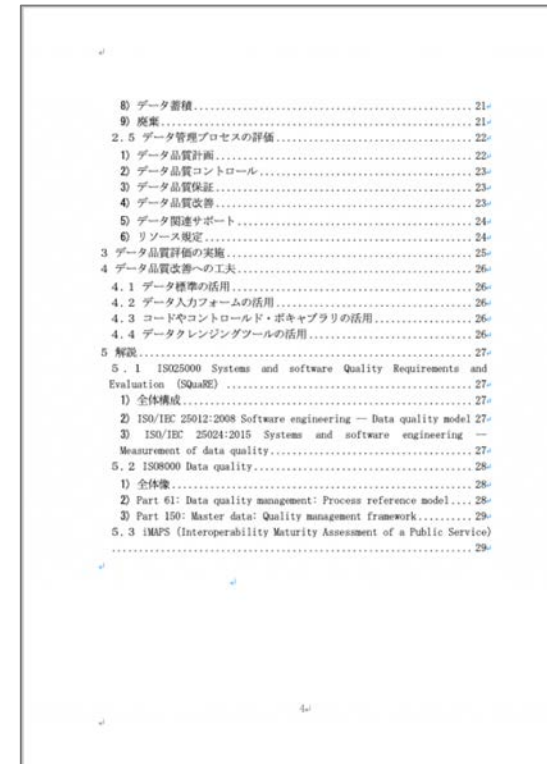 8) データ蓄積................................................ 21
9) 廃棄...................................................... 21
2.5 データ管理プロセスの評価................................... 22
1) データ品質計画............................................ 22
2) データ品質コントロール.................................... 23
3) データ品質保証............................................ 23
4) データ品質改善............................................ 23
5) データ関連サポート........................................ 24
6) リソース規定.............................................. 24
3 データ品質評価の実施......................................... 25
4 データ品質改善への工夫....................................... 26
4.1 データ標準の活用........................................... 26
4.2 データ入力フォームの活用................................... 26
4.3 コードやコントロールド・ボキャブラリの活用................. 26
4.4 データクレンジングツールの活用............................. 26
5 解説......................................................... 27
5.1 ISO25000 Systems and software Quality Requirements and
Evaluation (SQuaRE) ........................................... 27
1) 全体構成.................................................. 27
2) ISO/IEC 25012:2008 Software engineering — Data quality model 27
3) ISO/IEC 25024:2015 Systems and software engineering —
Measurement of data quality.................................... 27
5.2 ISO8000 Data quality....................................... 28
1) 全体像.................................................... 28
2) Part 61: Data quality management: Process reference model.... 28
3) Part 150: Master data: Quality management framework.......... 29
5.3 iMAPS (Interoperability Maturity Assessment of a Public Service)
............................................................... 29
4